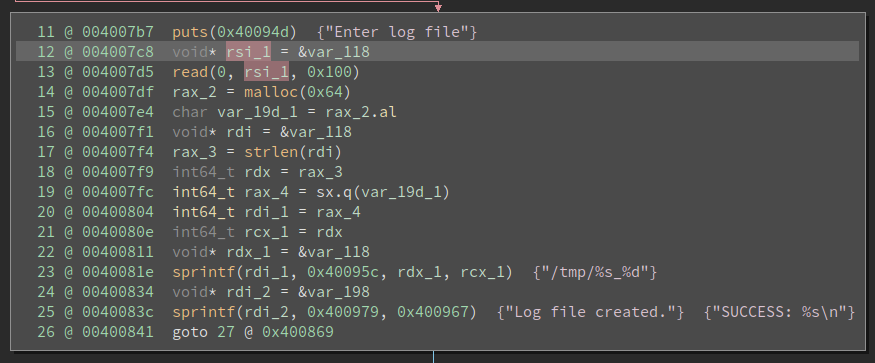 11 @ 004007b7 puts(0x40094d) {"Enter log file"}
12 @ 004007c8 void* rsi_1 = &var_118
13 @ 004007d5 read(0, rsi_1, 0x100)
14 @ 004007df rax_2 = malloc(0x64)
15 @ 004007e4 char var_19d_1 = rax_2.al
16 @ 004007f1 void* rdi = &var_118
17 @ 004007f4 rax_3 = strlen(rdi)
18 @ 004007f9 int64_t rdx = rax_3
19 @ 004007fc int64_t rax_4 = sx.q(var_19d_1)
20 @ 00400804 int64_t rdi_1 = rax_4
21 @ 0040080e int64_t rcx_1 = rdx
22 @ 00400811 void* rdx_1 = &var_118
23 @ 0040081e sprintf(rdi_1, 0x40095c, rdx_1, rcx_1) {"/tmp/%s_%d"}
24 @ 00400834 void* rdi_2 = &var_198
25 @ 0040083c sprintf(rdi_2, 0x400979, 0x400967) {"Log file created."} {"SUCCESS: %s\n"}
26 @ 00400841 goto 27 @ 0x400869